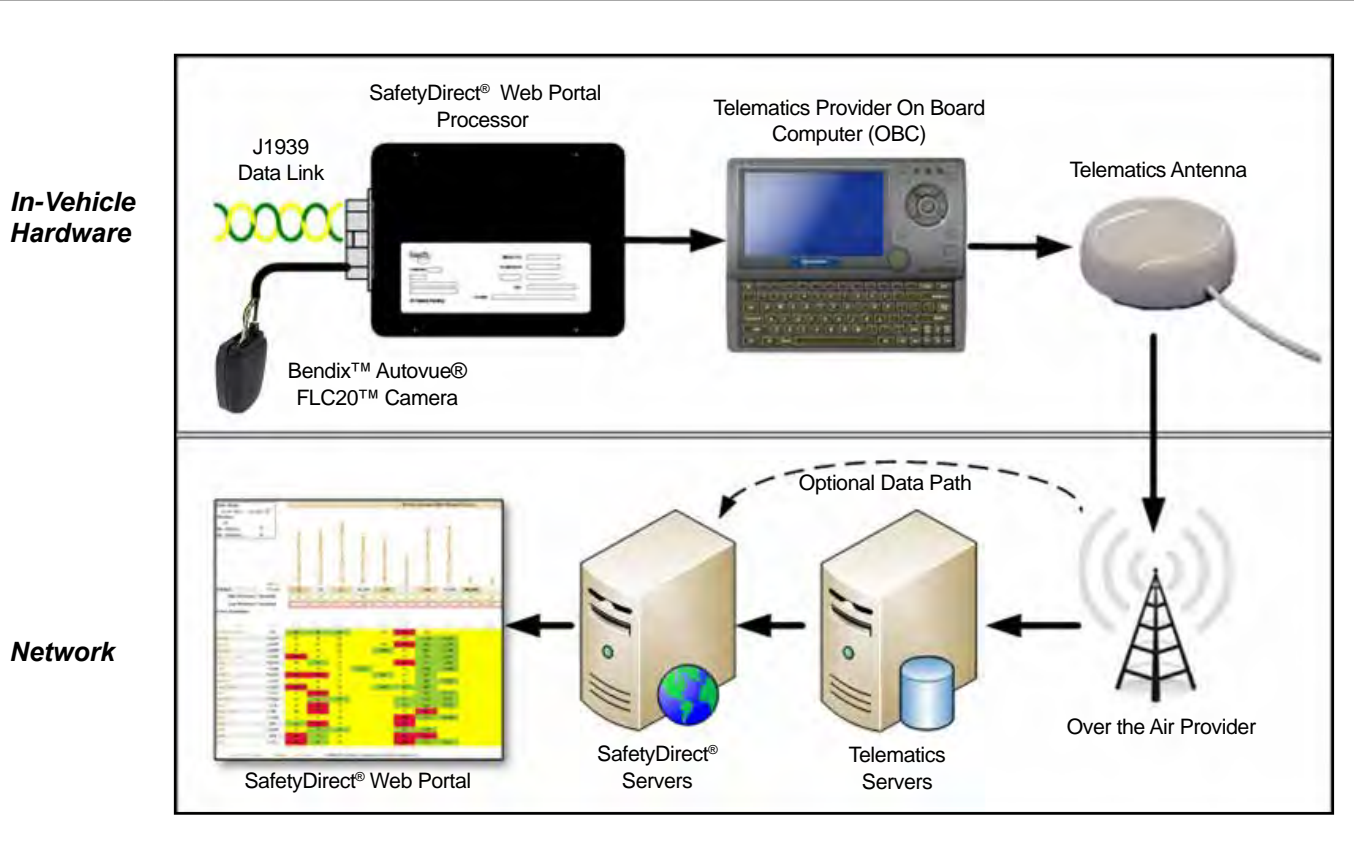 SafetyDirect® Web Portal
Processor
Telematics Provider On Board
Computer (OBC)
J1939
Data Link
Telematics Antenna
In-Vehicle
Hardware
Bendix™ Autovue®
FLC20™ Camera
Optional Data Path
Network
Over the Air Provider
SafetyDirect®
Servers
Telematics
Servers
SafetyDirect® Web Portal